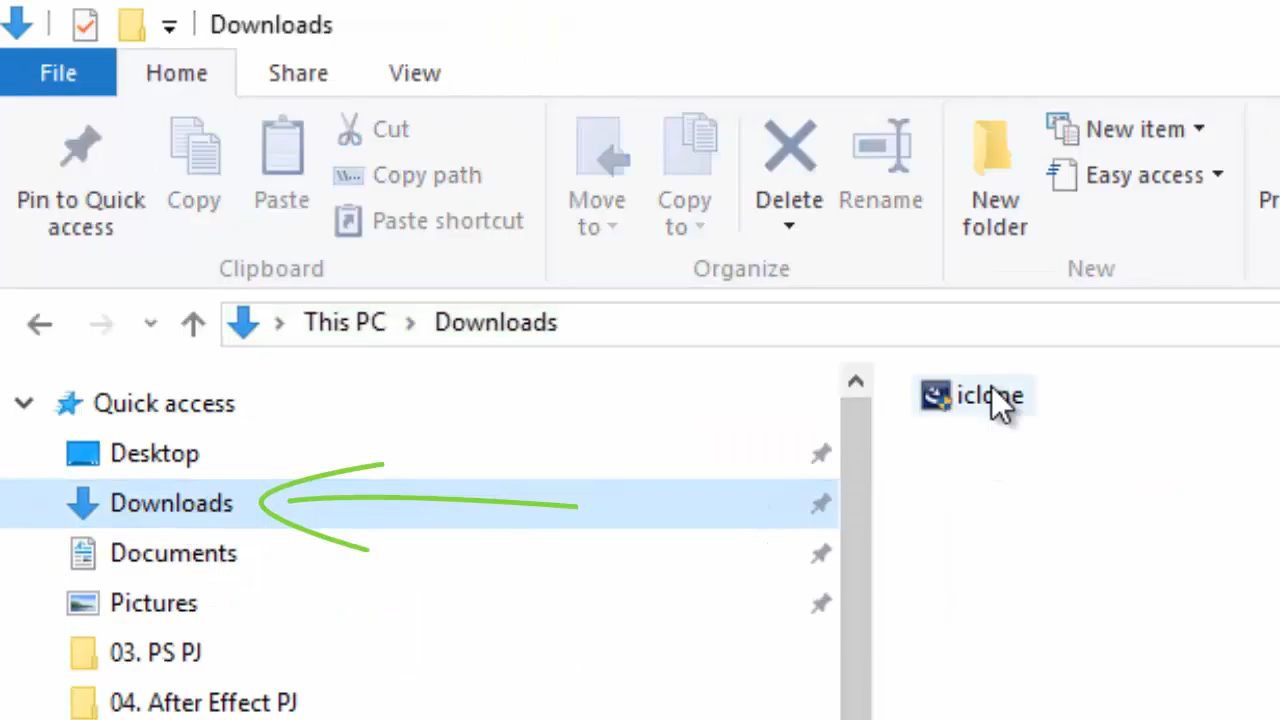 Downloads
File
Home
Share
View
Pin to Quick
access
Copy
Paste
Cut
Copy path
Paste shortcut
Clipboard
Move
to
Copy
to
Delete
Rename
Organize
New
folder
New item
Easy access
New
Pr
This PC
Downloads
Quick access
Desktop
Downloads
Documents
Pictures
03. PS PJ
04. After Effect PJ
iclone